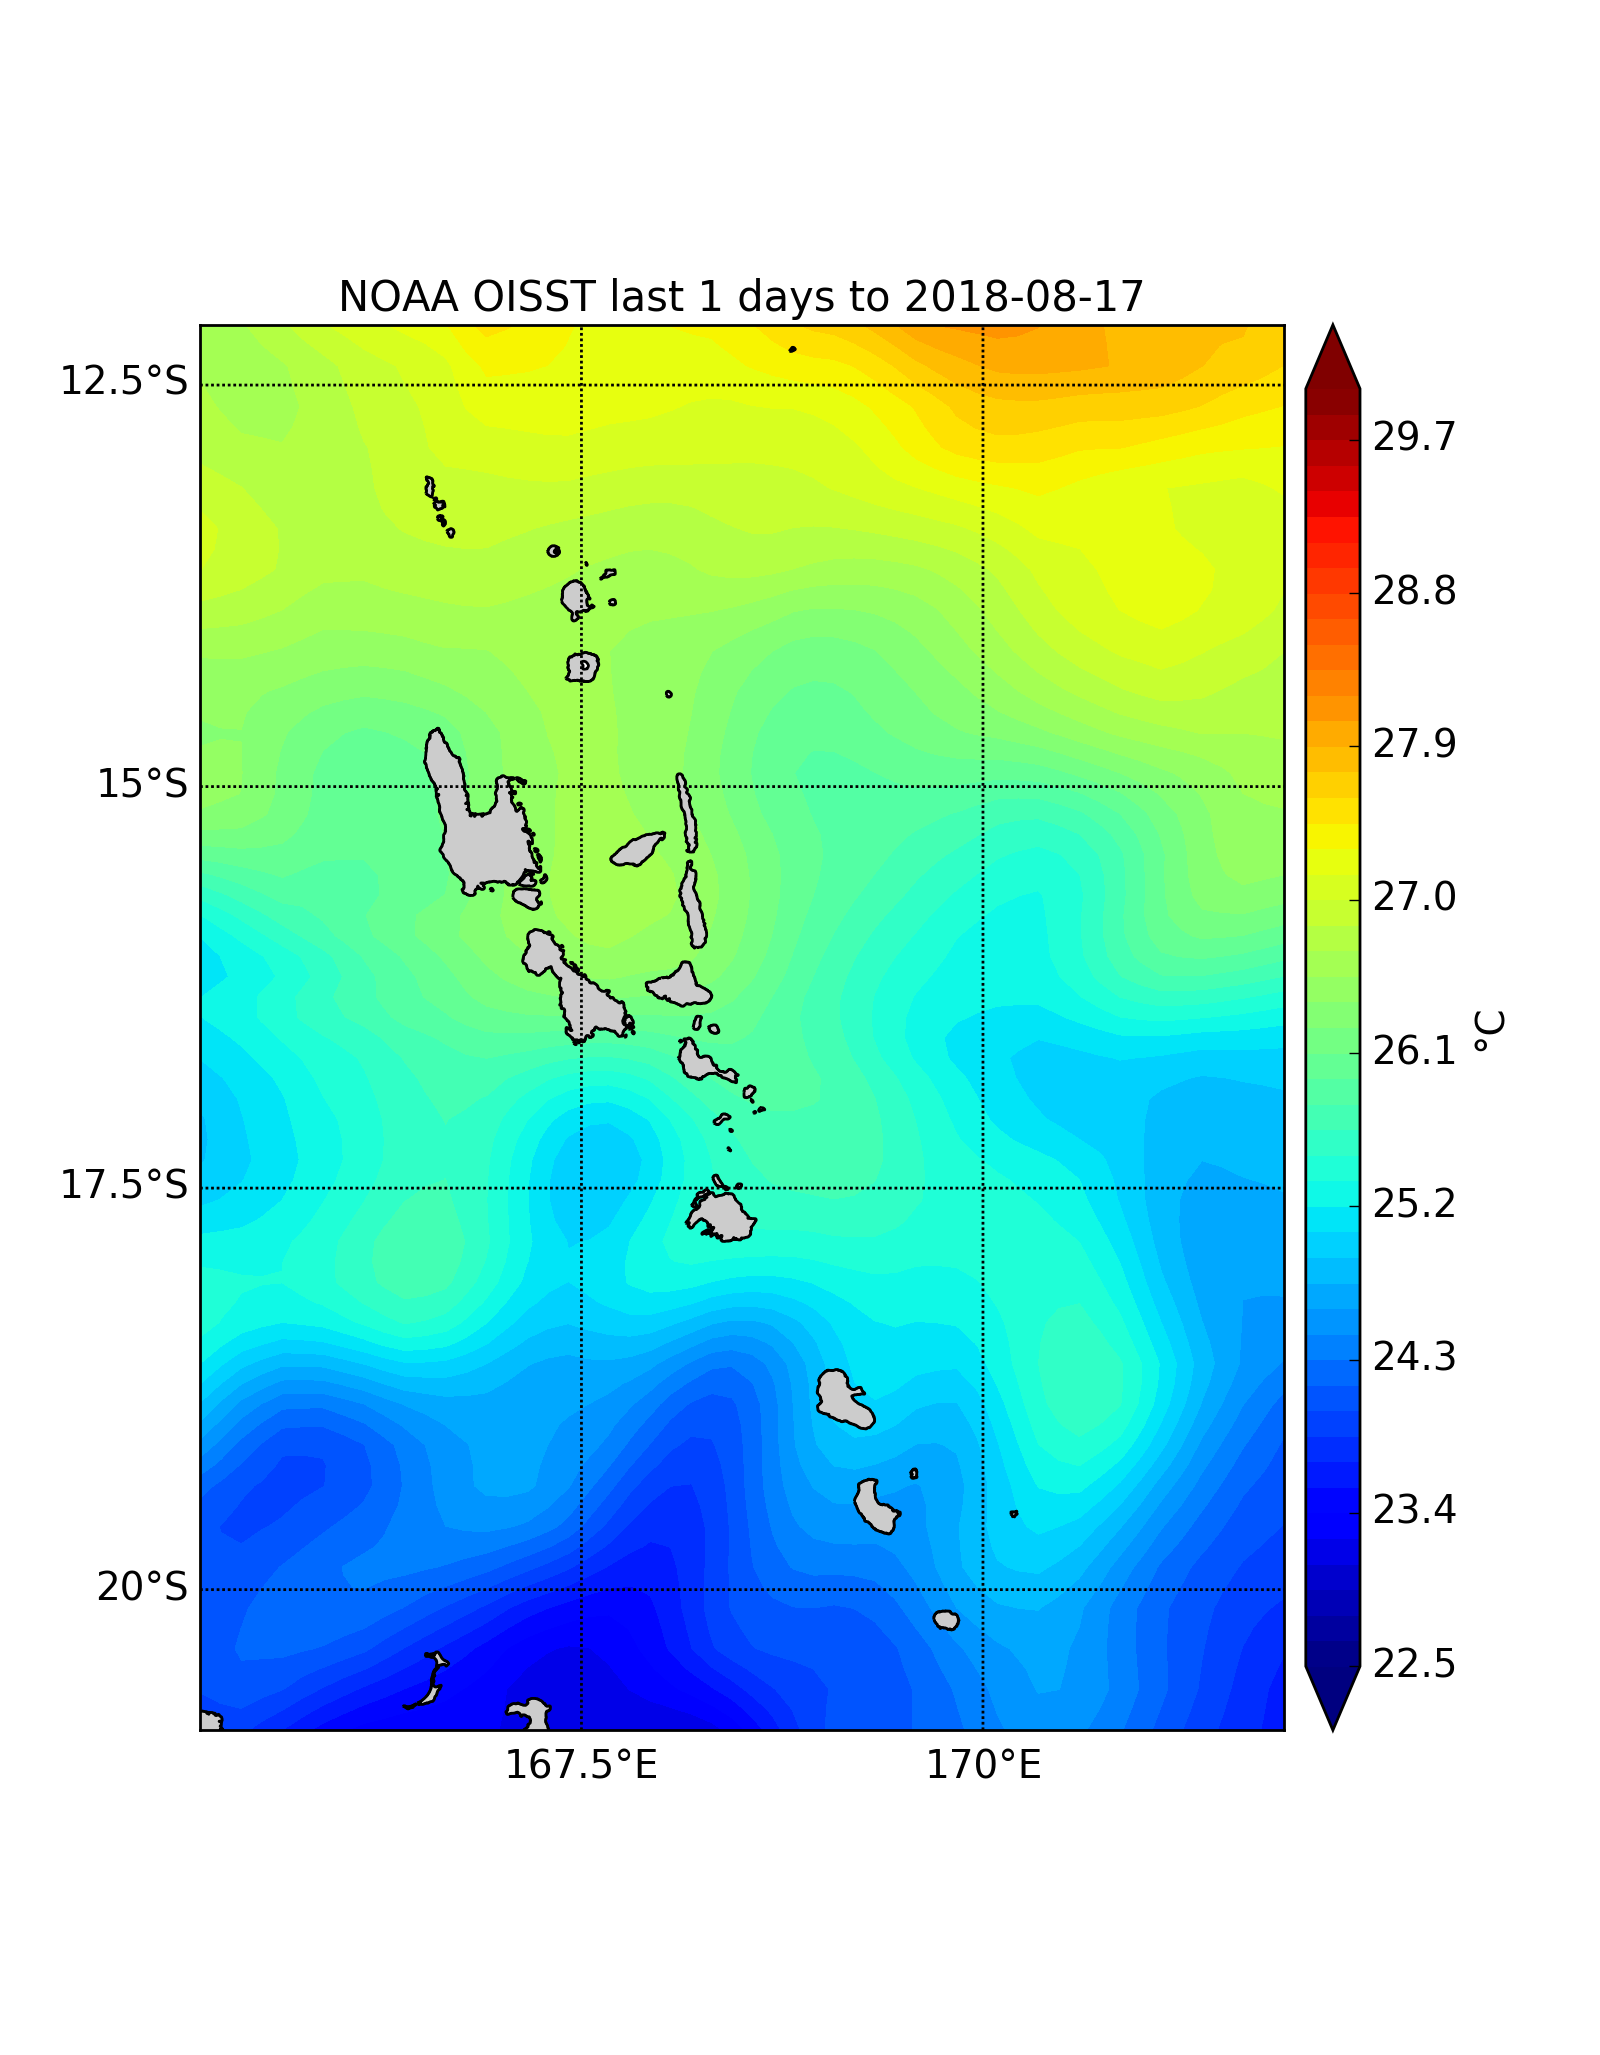 NOAA OISST last 1 days to 2018-08-17
12.5°S
15°S
17.5°S
20°S
167.5°E
170°E
29.7
28.8
27.9
27.0
26.1
25.2
24.3
23.4
22.5
°C